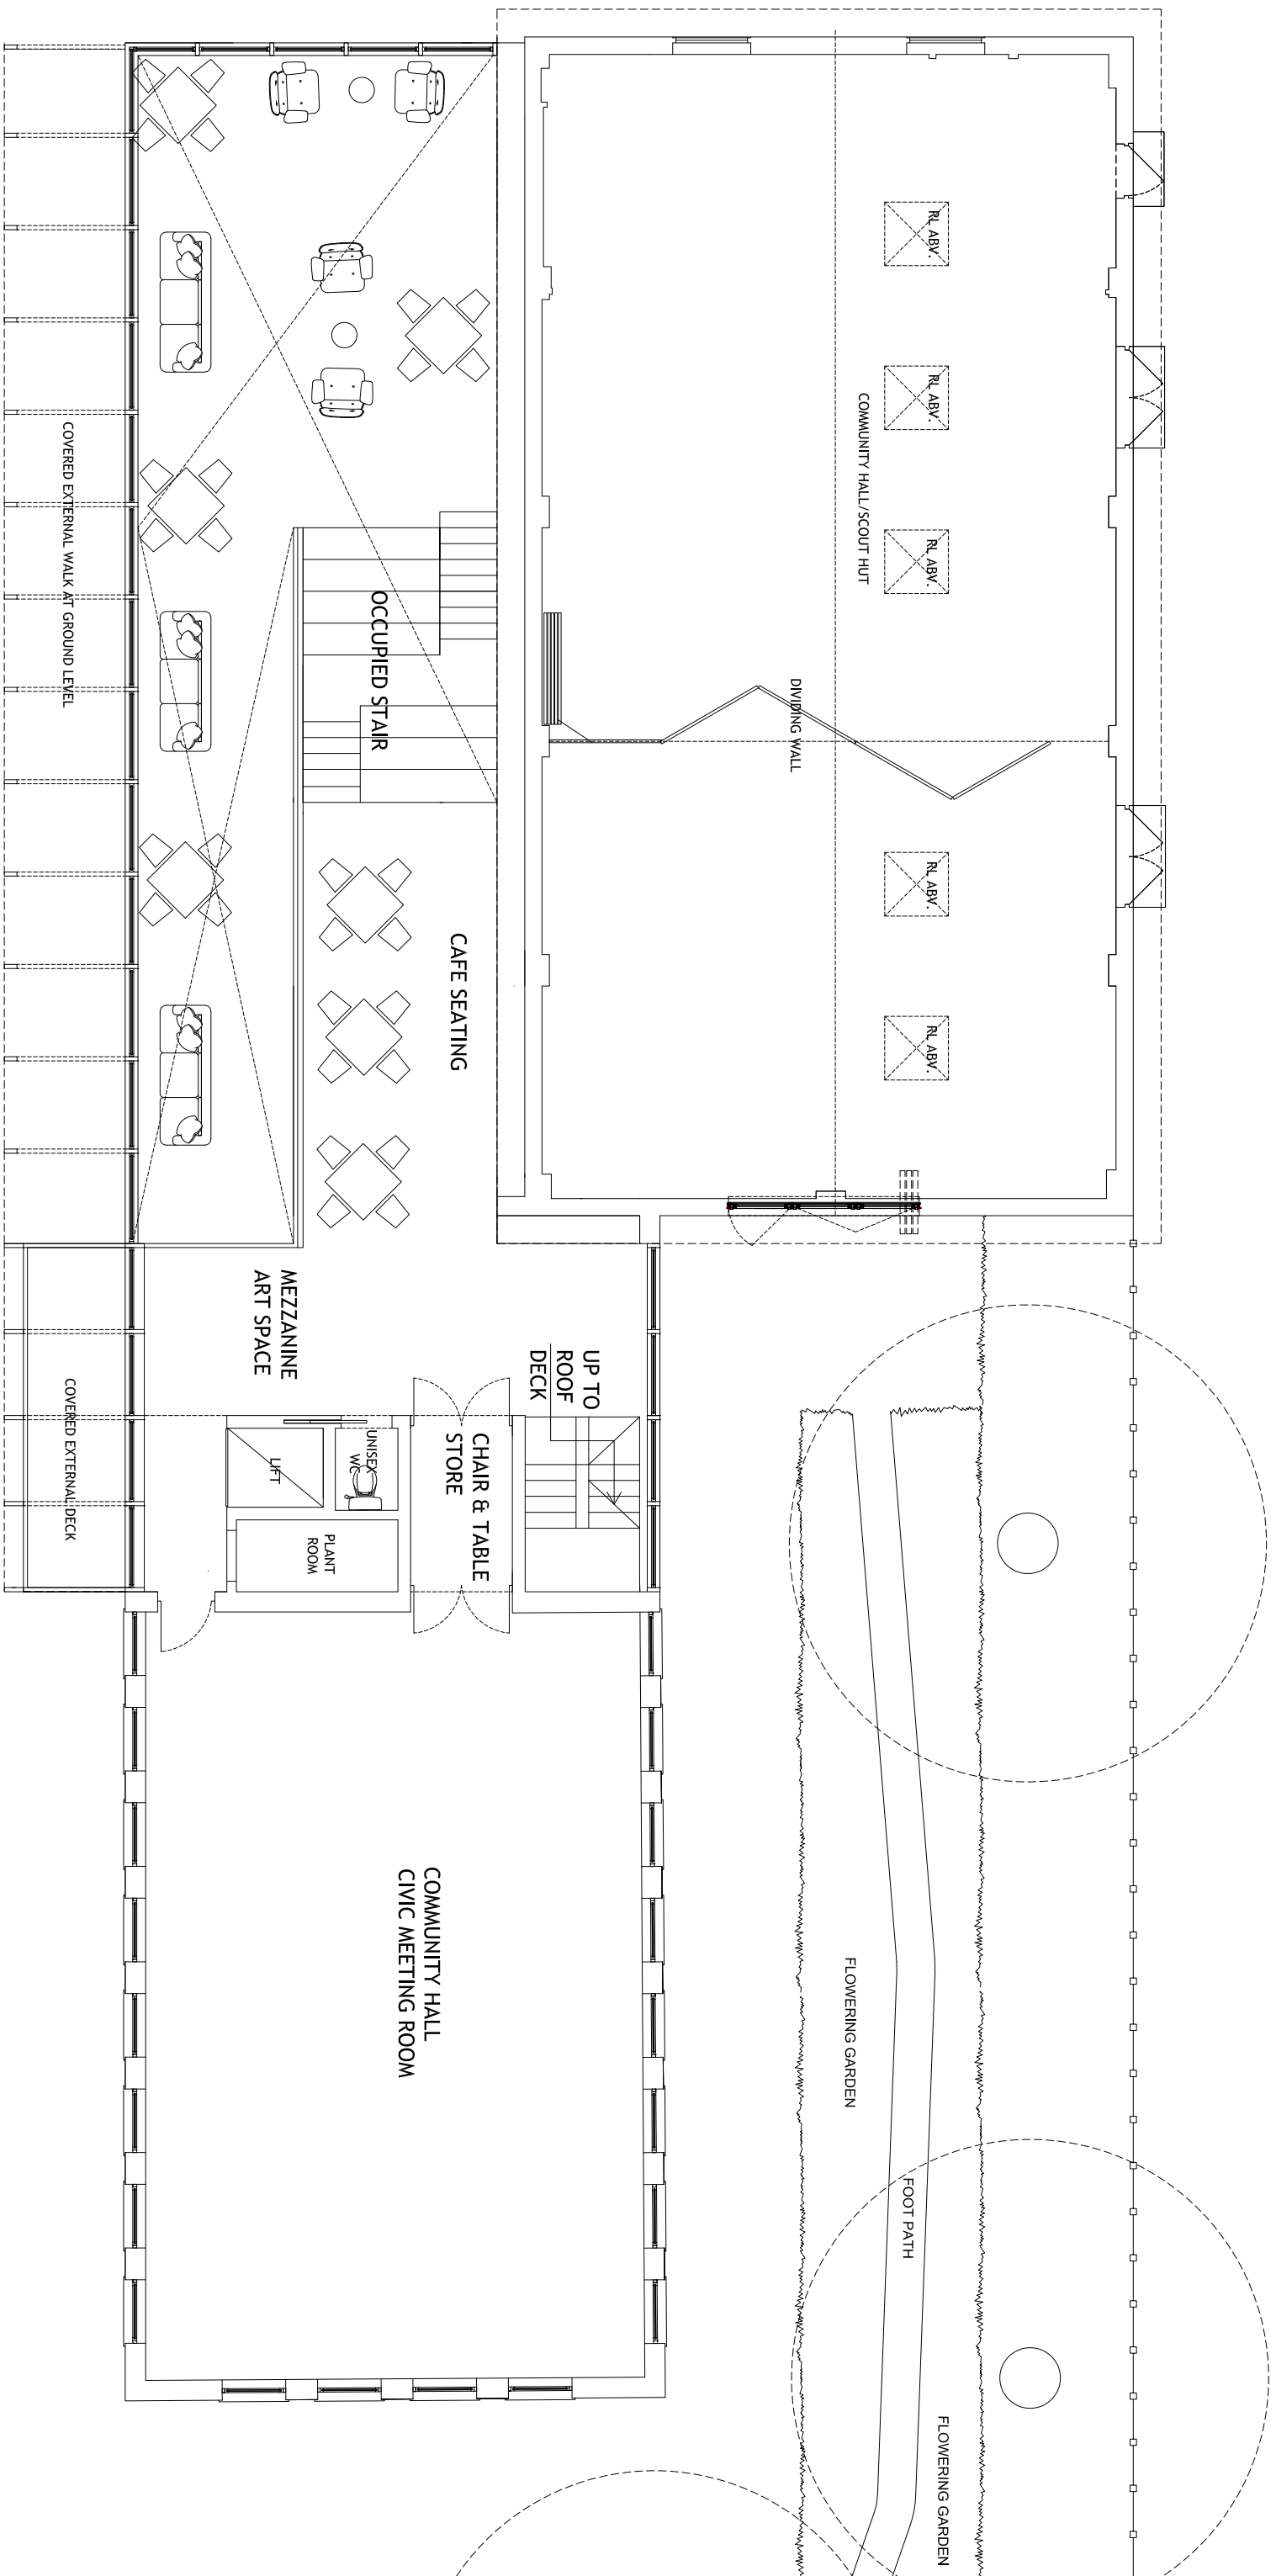 RL ABV.
RL ABV.
RL ABV.
RL ABV.
RL ABV.
COMMUNITY HALL/SCOUT HUT
DIVIDING WALL
OCCUPIED STAIR
CAFE SEATING
COVERED EXTERNAL WALK AT GROUND LEVEL
MEZZANINE
ART SPACE
UP TO
ROOF
DECK
CHAIR & TABLE
STORE
UNISEX
WC
LIFT
PLANT
ROOM
COVERED EXTERNAL DECK
COMMUNITY HALL
CIVIC MEETING ROOM
FLOWERING GARDEN
FOOT PATH
FLOWERING GARDEN